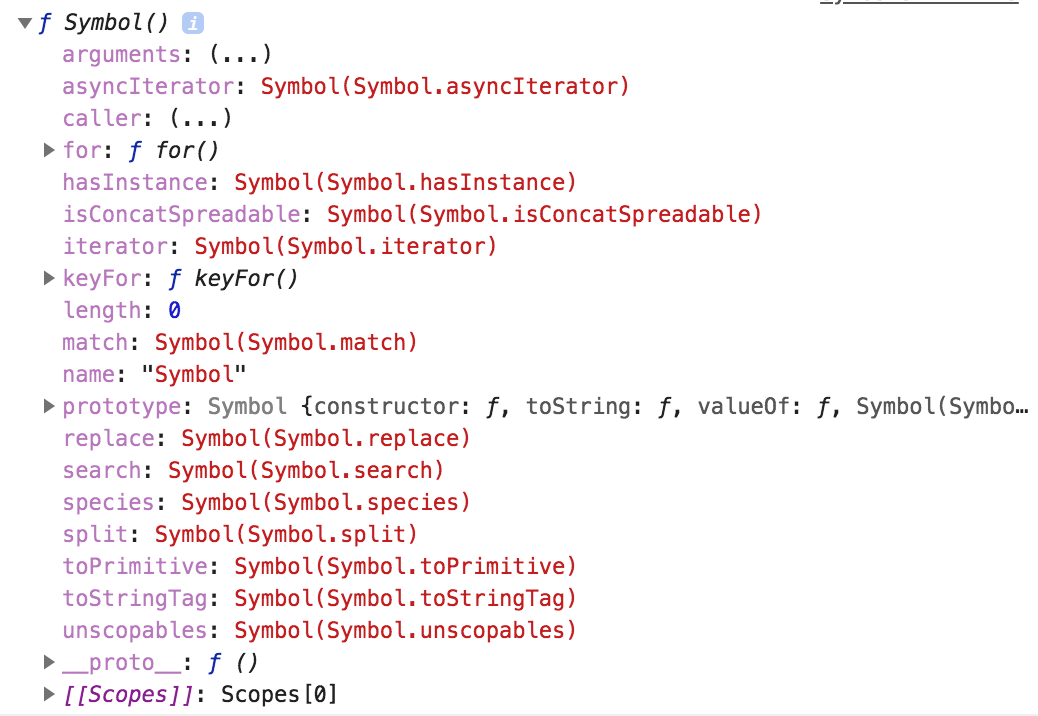 ▼ƒ Symbol() i
arguments: (...)
asyncIterator: Symbol(Symbol.asyncIterator)
caller: (...)
▶for: ƒ for()
hasInstance: Symbol(Symbol.hasInstance)
isConcatSpreadable: Symbol(Symbol.isConcatSpreadable)
iterator: Symbol(Symbol.iterator)
▶keyFor: ƒ keyFor()
length: 0
match: Symbol(Symbol.match)
name: "Symbol"
▶prototype: Symbol {constructor: ƒ, toString: ƒ, valueOf: ƒ, Symbol(Symbo…
replace: Symbol(Symbol.replace)
search: Symbol(Symbol.search)
species: Symbol(Symbol.species)
split: Symbol(Symbol.split)
toPrimitive: Symbol(Symbol.toPrimitive)
toStringTag: Symbol(Symbol.toStringTag)
unscopables: Symbol(Symbol.unscopables)
▶__proto__: ƒ ()
▶[[Scopes]]: Scopes[0]